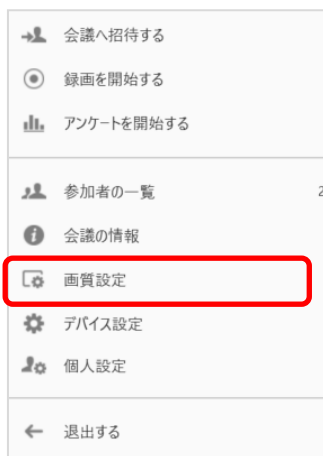 会議へ招待する
録画を開始する
アンケートを開始する
参加者の一覧 2
会議の情報
画質設定
デバイス設定
個人設定
退出する